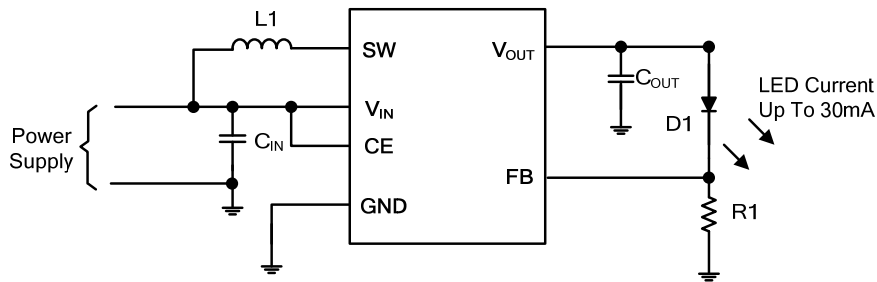 L1
SW
VOUT
COUT
LED Current
Up To 30mA
VIN
D1
Power
Supply
CIN
CE
FB
GND
R1